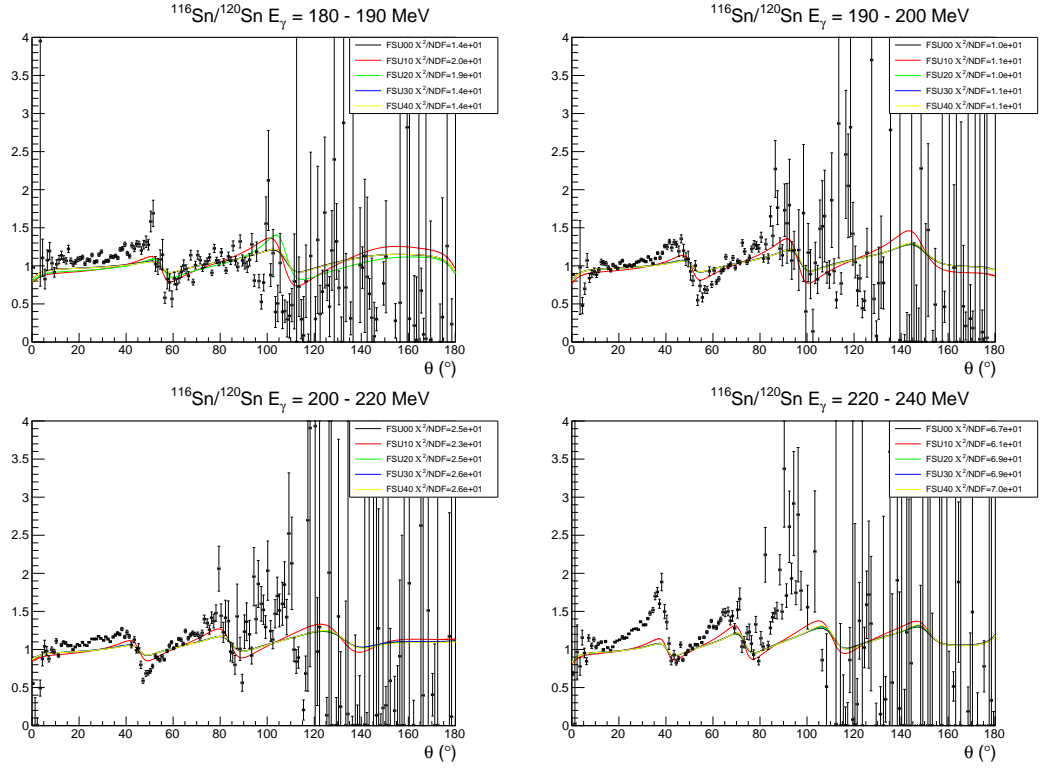 ¹¹⁶Sn/¹²⁰Sn E_γ = 180 - 190 MeV
FSU00 Χ²/NDF=1.4e+01
FSU10 Χ²/NDF=2.0e+01
FSU20 Χ²/NDF=1.9e+01
FSU30 Χ²/NDF=1.4e+01
FSU40 Χ²/NDF=1.4e+01
4
3.5
3
2.5
2
1.5
1
0.5
0
0 20 40 60 80 100 120 140 160 180
θ (°)
¹¹⁶Sn/¹²⁰Sn E_γ = 190 - 200 MeV
FSU00 Χ²/NDF=1.0e+01
FSU10 Χ²/NDF=1.1e+01
FSU20 Χ²/NDF=1.0e+01
FSU30 Χ²/NDF=1.1e+01
FSU40 Χ²/NDF=1.1e+01
4
3.5
3
2.5
2
1.5
1
0.5
0
0 20 40 60 80 100 120 140 160 180
θ (°)
¹¹⁶Sn/¹²⁰Sn E_γ = 200 - 220 MeV
FSU00 Χ²/NDF=2.5e+01
FSU10 Χ²/NDF=2.3e+01
FSU20 Χ²/NDF=2.5e+01
FSU30 Χ²/NDF=2.6e+01
FSU40 Χ²/NDF=2.6e+01
4
3.5
3
2.5
2
1.5
1
0.5
0
0 20 40 60 80 100 120 140 160 180
θ (°)
¹¹⁶Sn/¹²⁰Sn E_γ = 220 - 240 MeV
FSU00 Χ²/NDF=6.7e+01
FSU10 Χ²/NDF=6.1e+01
FSU20 Χ²/NDF=6.9e+01
FSU30 Χ²/NDF=6.9e+01
FSU40 Χ²/NDF=7.0e+01
4
3.5
3
2.5
2
1.5
1
0.5
0
0 20 40 60 80 100 120 140 160 180
θ (°)